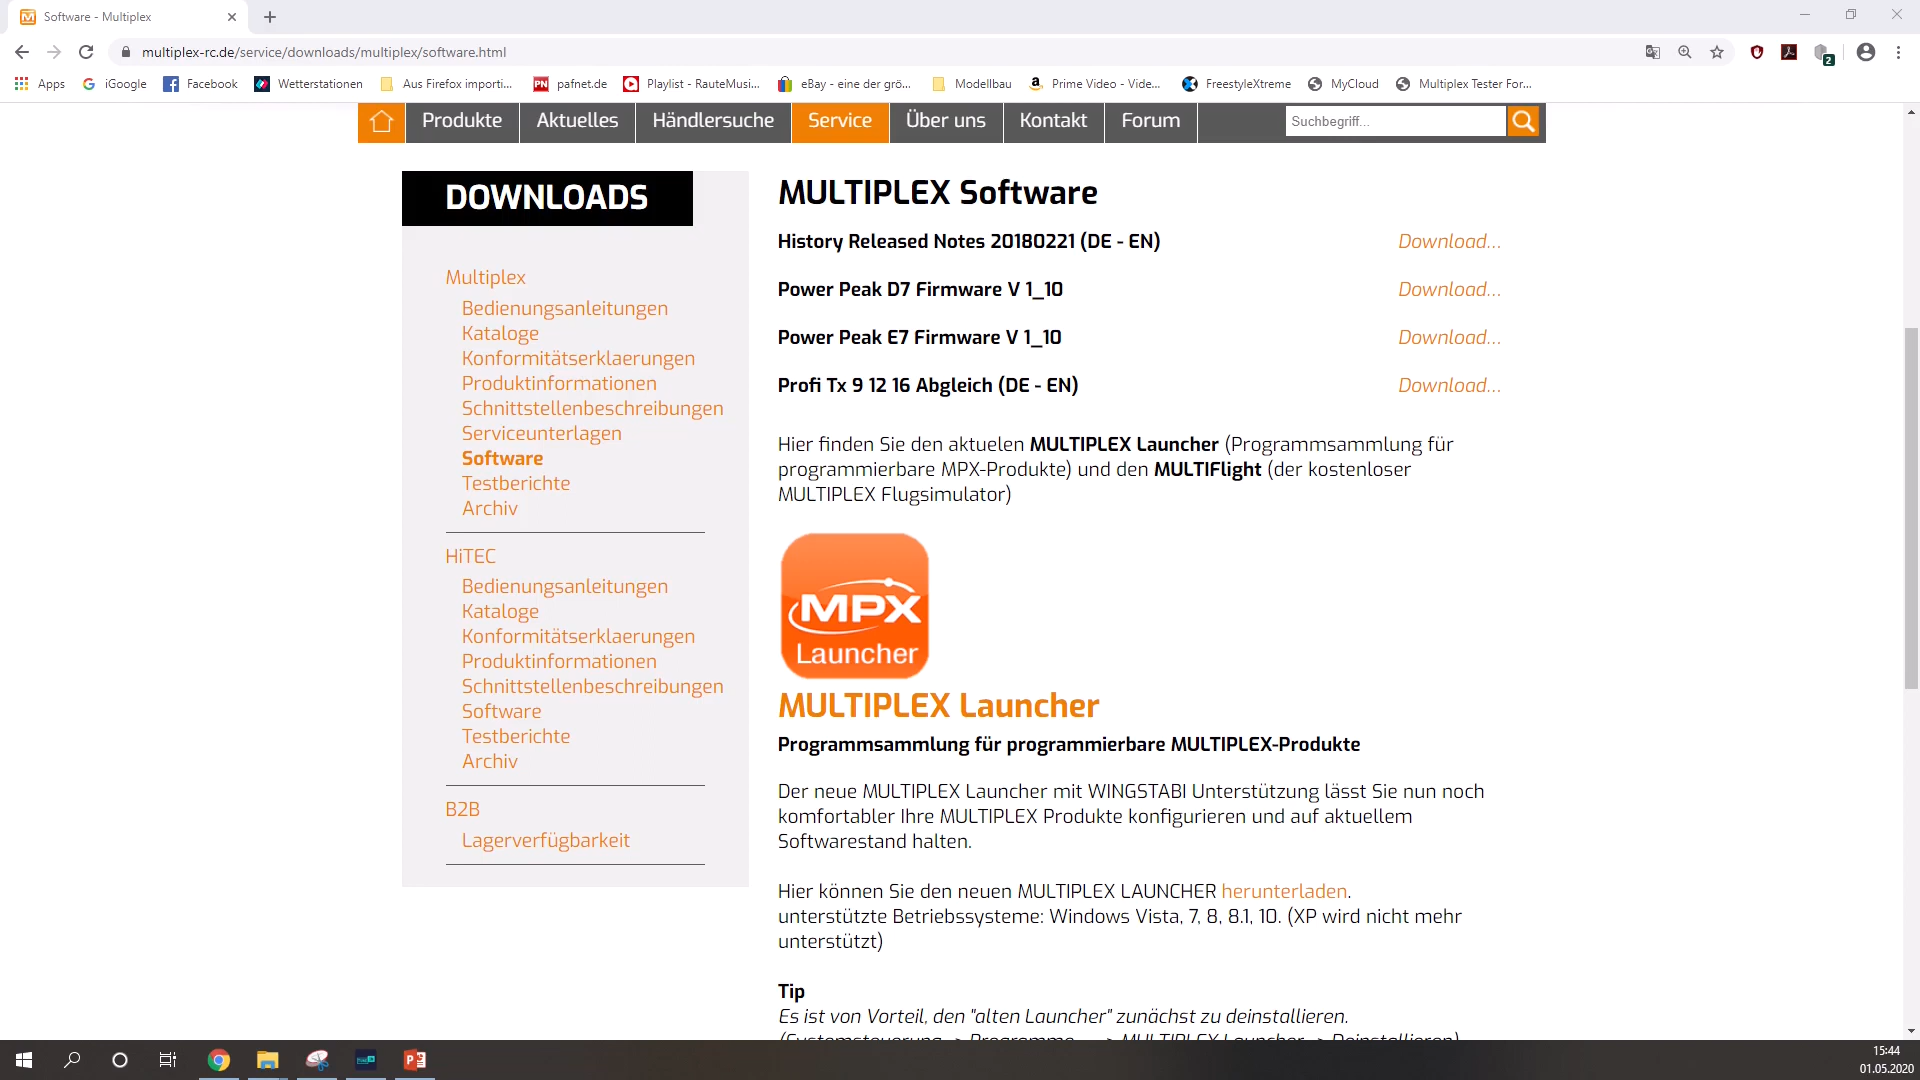 Software - Multiplex
multiplex-rc.de/service/downloads/multiplex/software.html
Apps
iGoogle
Facebook
Wetterstationen
Aus Firefox importi...
pafnet.de
Playlist - RauteMusi...
eBay - eine der grö...
Modellbau
Prime Video - Vide...
FreestyleXtreme
MyCloud
Multiplex Tester For...
2
Produkte
Aktuelles
Händlersuche
Service
Über uns
Kontakt
Forum
Suchbegriff...
DOWNLOADS
Multiplex
Bedienungsanleitungen
Kataloge
Konformitätserklaerungen
Produktinformationen
Schnittstellenbeschreibungen
Serviceunterlagen
Software
Testberichte
Archiv
HiTEC
Bedienungsanleitungen
Kataloge
Konformitätserklaerungen
Produktinformationen
Schnittstellenbeschreibungen
Software
Testberichte
Archiv
B2B
Lagerverfügbarkeit
MULTIPLEX Software
History Released Notes 20180221 (DE - EN) Download...
Power Peak D7 Firmware V 1_10 Download...
Power Peak E7 Firmware V 1_10 Download...
Profi Tx 9 12 16 Abgleich (DE - EN) Download...
Hier finden Sie den aktuelen MULTIPLEX Launcher (Programmsammlung für
programmierbare MPX-Produkte) und den MULTIFlight (der kostenloser
MULTIPLEX Flugsimulator)
MPX
Launcher
MULTIPLEX Launcher
Programmsammlung für programmierbare MULTIPLEX-Produkte
Der neue MULTIPLEX Launcher mit WINGSTABI Unterstützung lässt Sie nun noch
komfortabler Ihre MULTIPLEX Produkte konfigurieren und auf aktuellem
Softwarestand halten.
Hier können Sie den neuen MULTIPLEX LAUNCHER herunterladen.
unterstützte Betriebssysteme: Windows Vista, 7, 8, 8.1, 10. (XP wird nicht mehr
unterstützt)
Tip
Es ist von Vorteil, den "alten Launcher" zunächst zu deinstallieren.
(Systemsteuerung -> Programme ... -> MULTIPLEX Launcher -> Deinstallieren)
15:44
01.05.2020